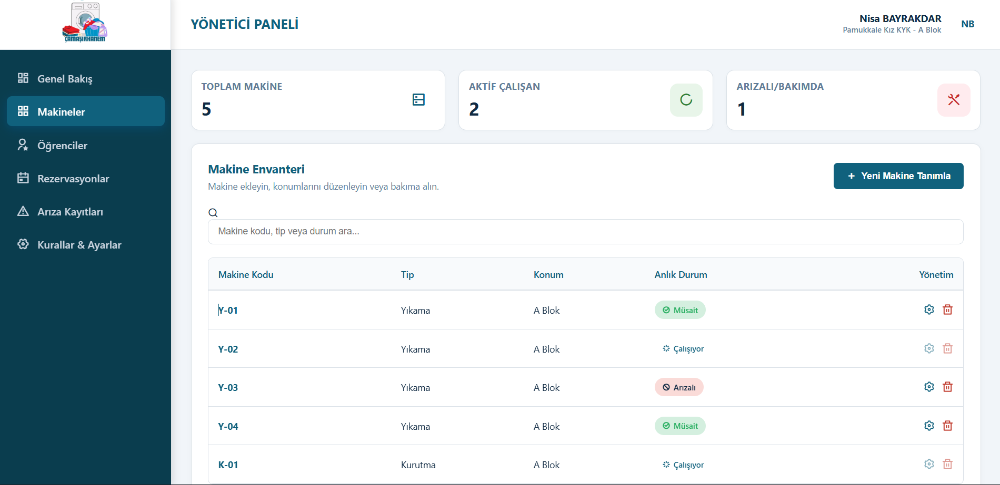 ÇAMAŞIRHANEM
YÖNETİCİ PANELİ
Nisa BAYRAKDAR
Pamukkale Kız KYK - A Blok
NB
Genel Bakış
Makineler
Öğrenciler
Rezervasyonlar
Arıza Kayıtları
Kurallar & Ayarlar
TOPLAM MAKİNE
5
AKTİF ÇALIŞAN
2
ARIZALI/BAKIMDA
1
Makine Envanteri
Makine ekleyin, konumlarını düzenleyin veya bakıma alın.
+ Yeni Makine Tanımla
Makine kodu, tip veya durum ara...
Makine Kodu Tip Konum Anlık Durum Yönetim
Y-01 Yıkama A Blok Müsait
Y-02 Yıkama A Blok Çalışıyor
Y-03 Yıkama A Blok Arızalı
Y-04 Yıkama A Blok Müsait
K-01 Kurutma A Blok Çalışıyor